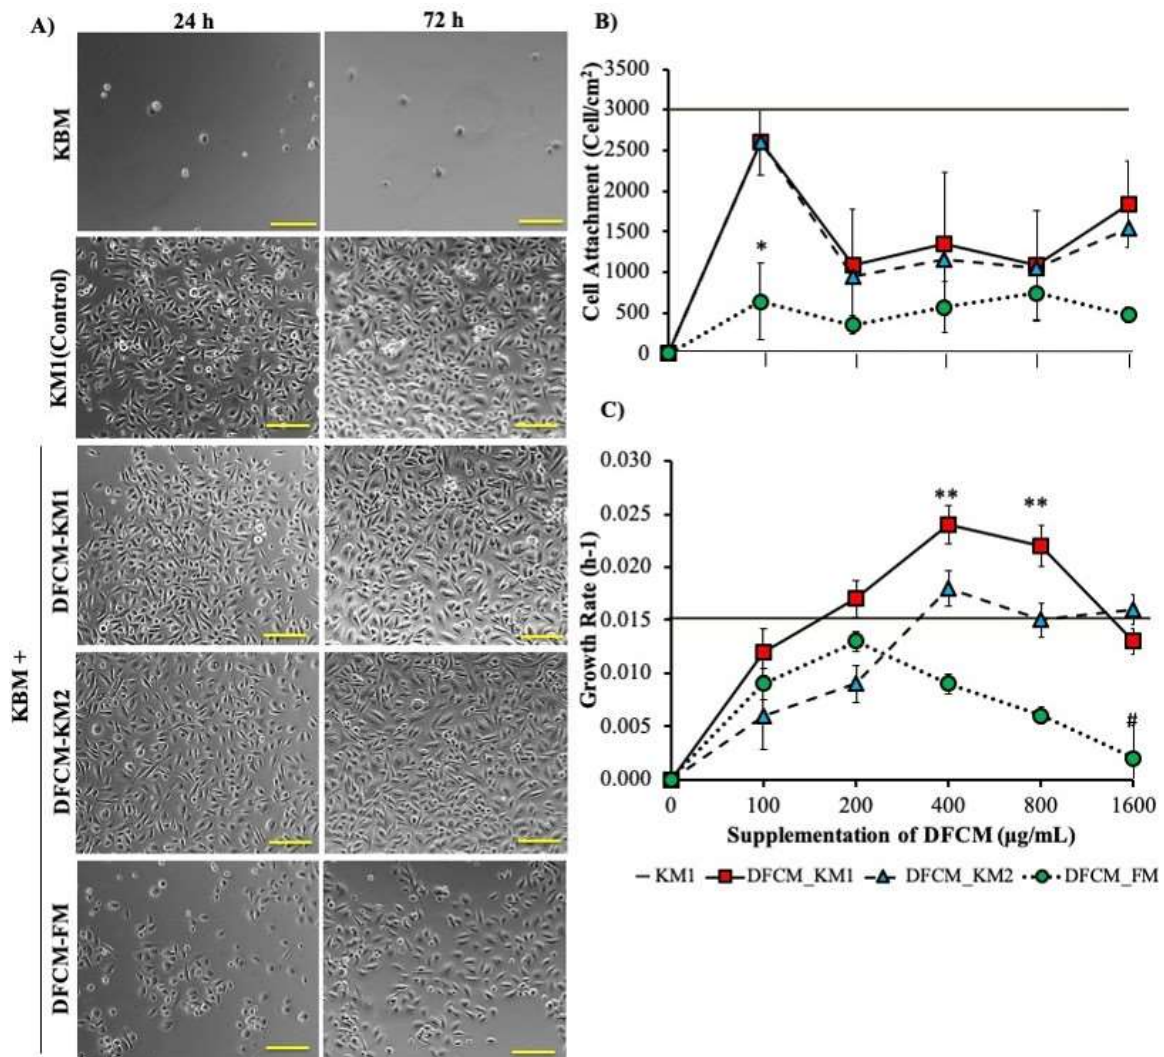 A)
24 h
72 h
KBM
KM1(Control)
KBM +
DFCM-KM1
DFCM-KM2
DFCM-FM
B)
Cell Attachment (Cell/cm²)
3500
3000
2500
2000
1500
1000
500
0
*
C)
Growth Rate (h-1)
0.030
0.025
0.020
0.015
0.010
0.005
0.000
**
**
#
0 100 200 400 800 1600
Supplementation of DFCM (µg/mL)
KM1 DFCM_KM1 DFCM_KM2 DFCM_FM